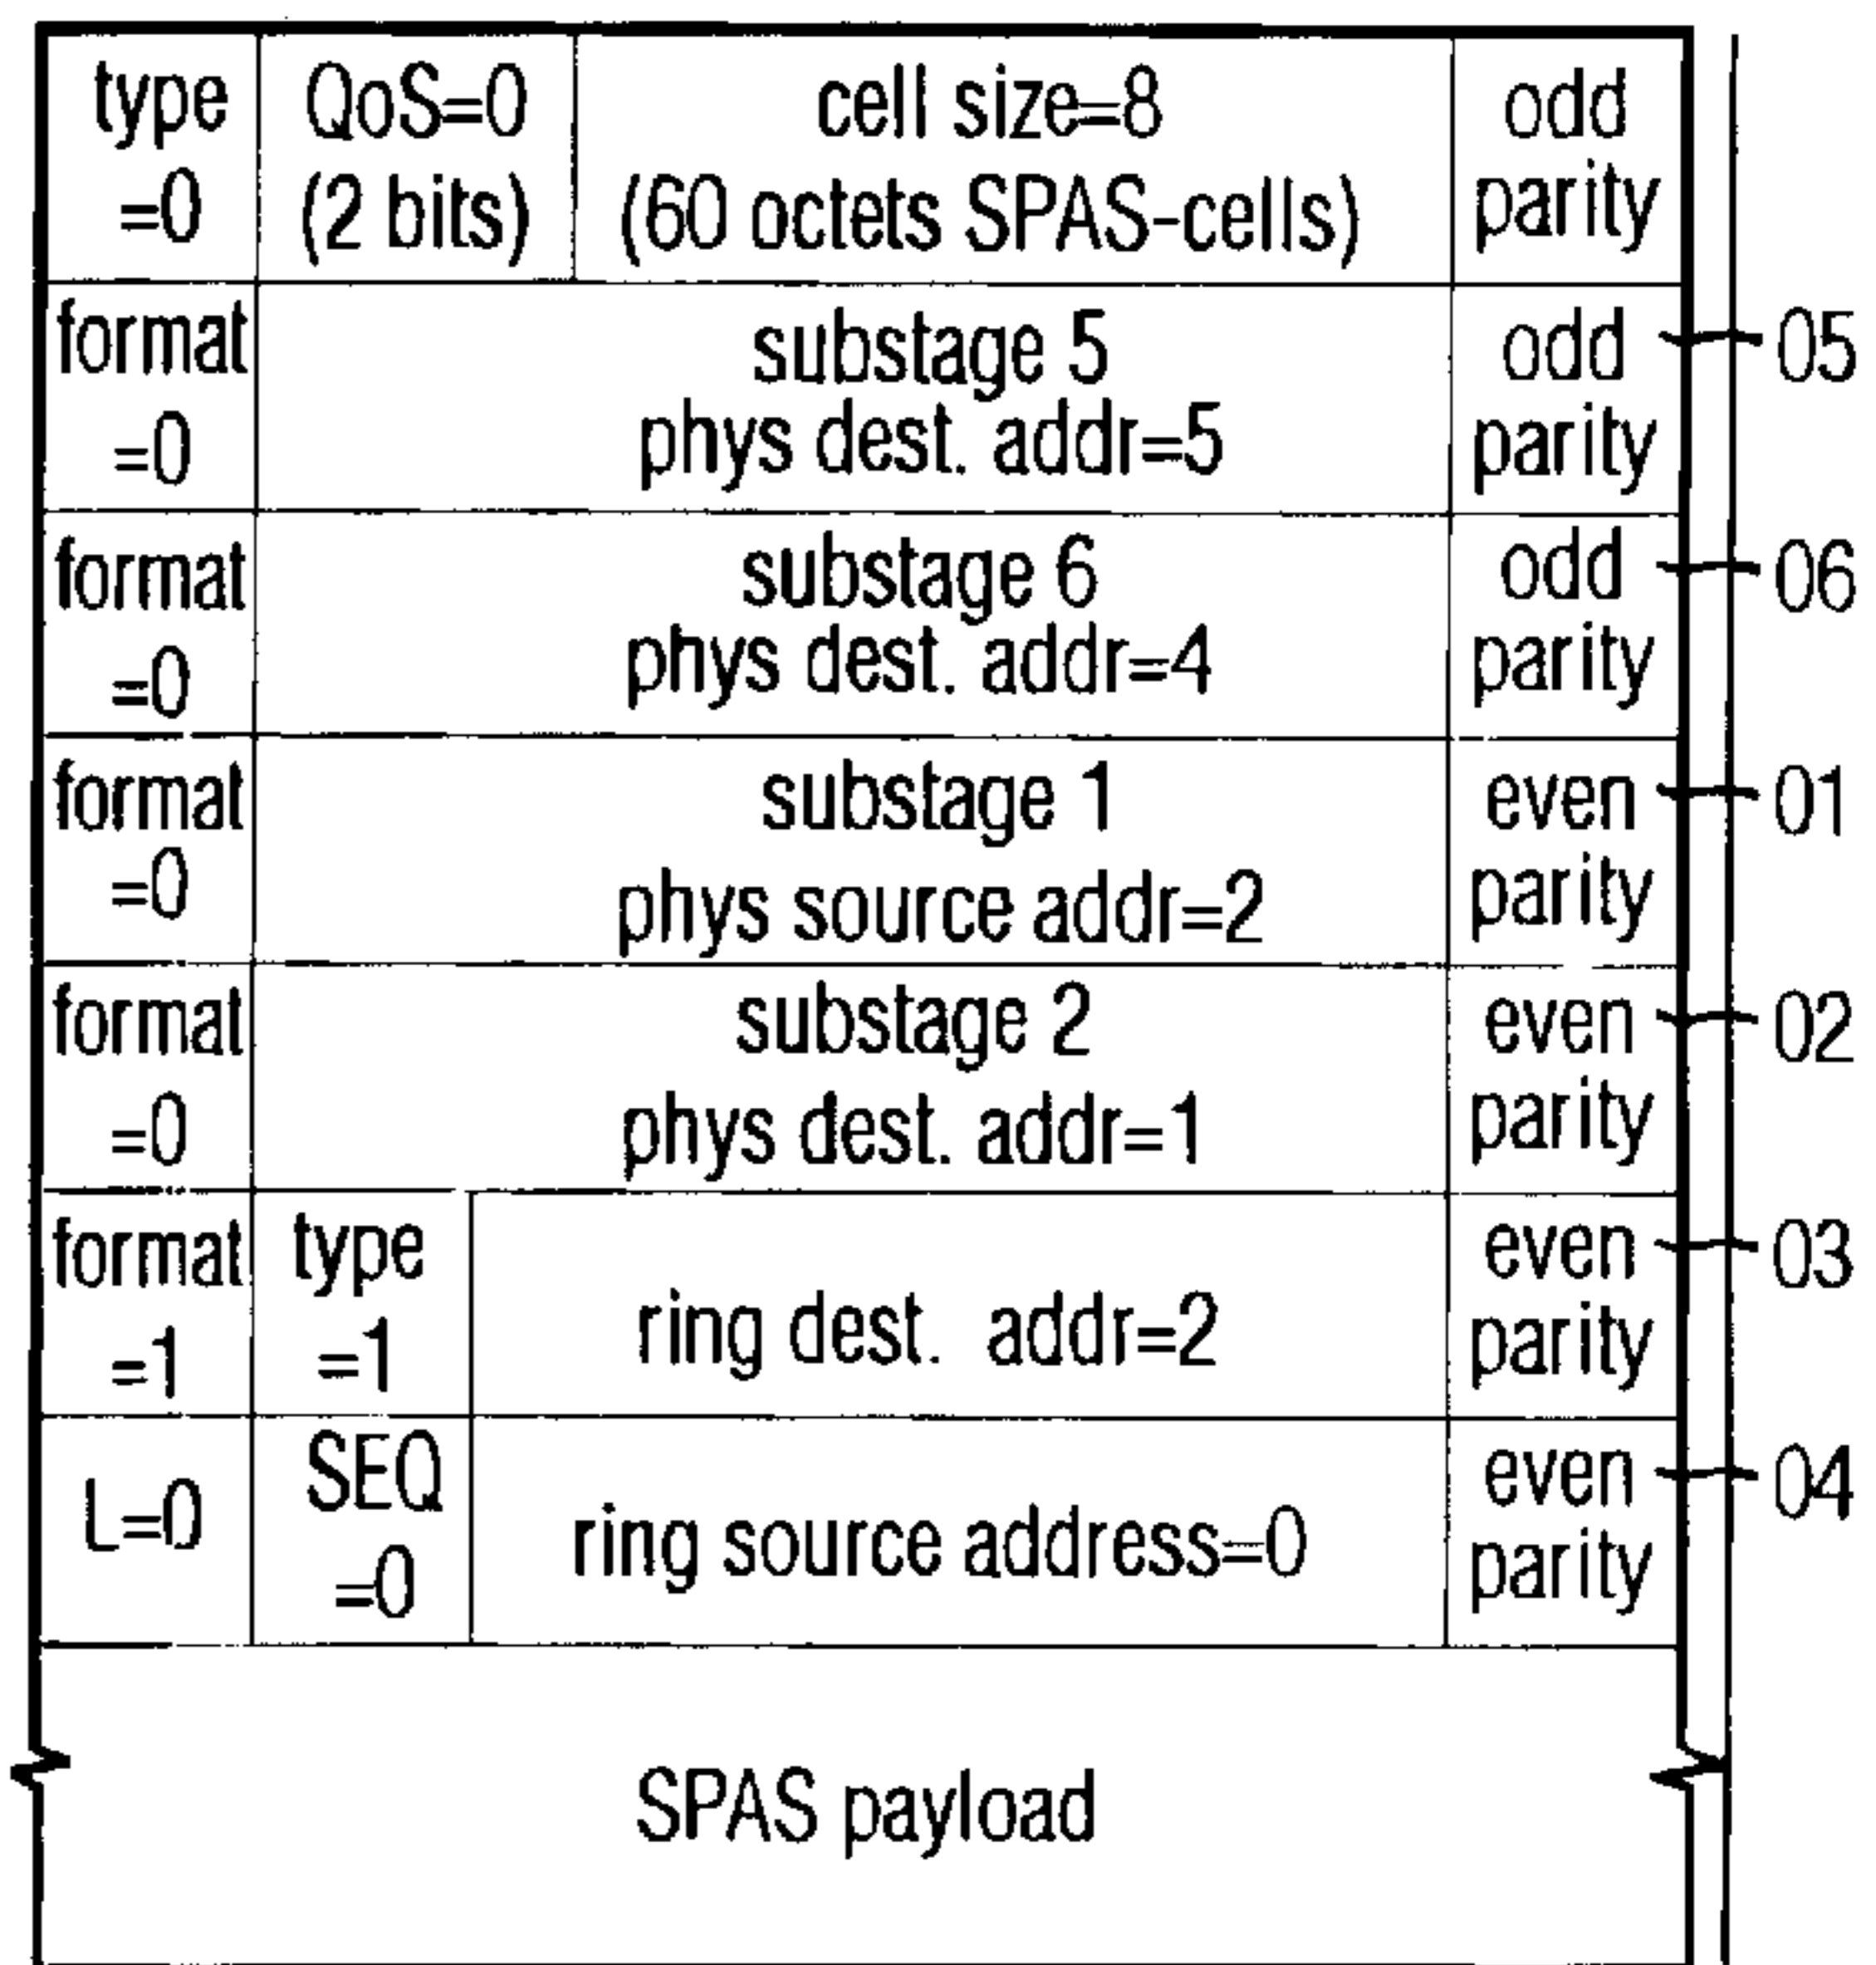 type QoS=0 cell size=8 odd
=0 (2 bits) (60 octets SPAS-cells) parity
format substage 5 odd 05
=0 phys dest. addr=5 parity
format substage 6 odd 06
=0 phys dest. addr=4 parity
format substage 1 even 01
=0 phys source addr=2 parity
format substage 2 even 02
=0 phys dest. addr=1 parity
format type even 03
=1 =1 ring dest. addr=2 parity
L=0 SEQ even 04
=0 ring source address=0 parity
SPAS payload